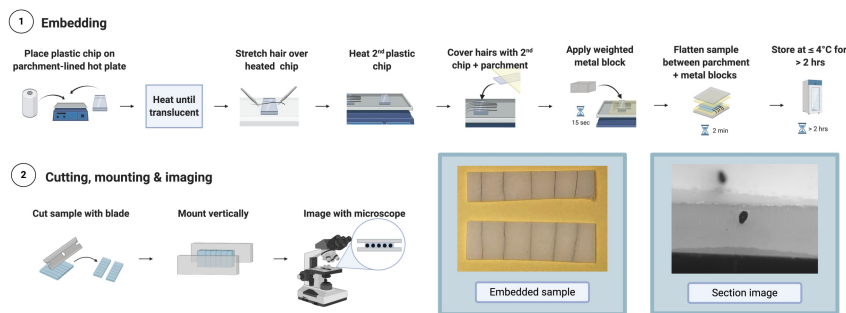 1 Embedding
Place plastic chip on
parchment-lined hot plate
Heat until
translucent
Stretch hair over
heated chip
Heat 2nd plastic
chip
Cover hairs with 2nd
chip + parchment
Apply weighted
metal block
15 sec
Flatten sample
between parchment
+ metal blocks
2 min
Store at ≤ 4°C for
> 2 hrs
> 2 hrs
2 Cutting, mounting & imaging
Cut sample with blade
Mount vertically
Image with microscope
Embedded sample
Section image